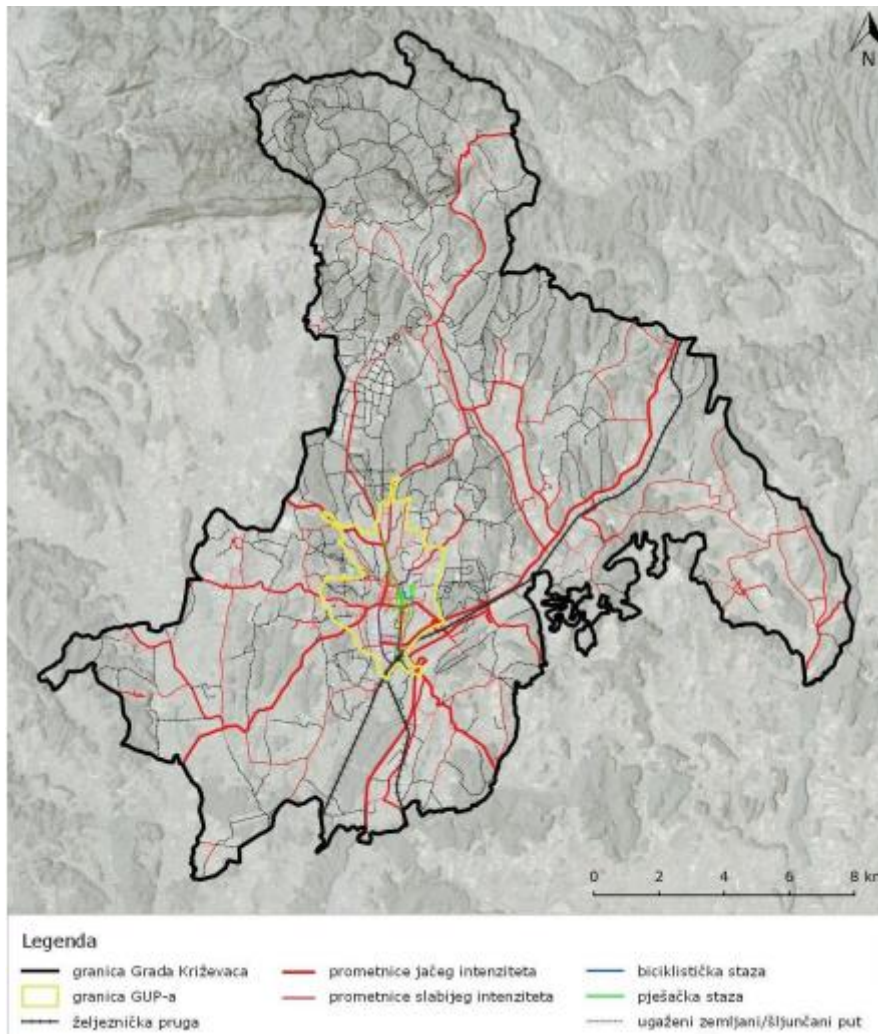 N
0 2 4 6 8 km
Legenda
granica Grada Križevaca
prometnice jačeg intenziteta
biciklistička staza
granica GUP-a
prometnice slabijeg intenziteta
pješačka staza
željeznička pruga
ugaženi zemljani/šljunčani put